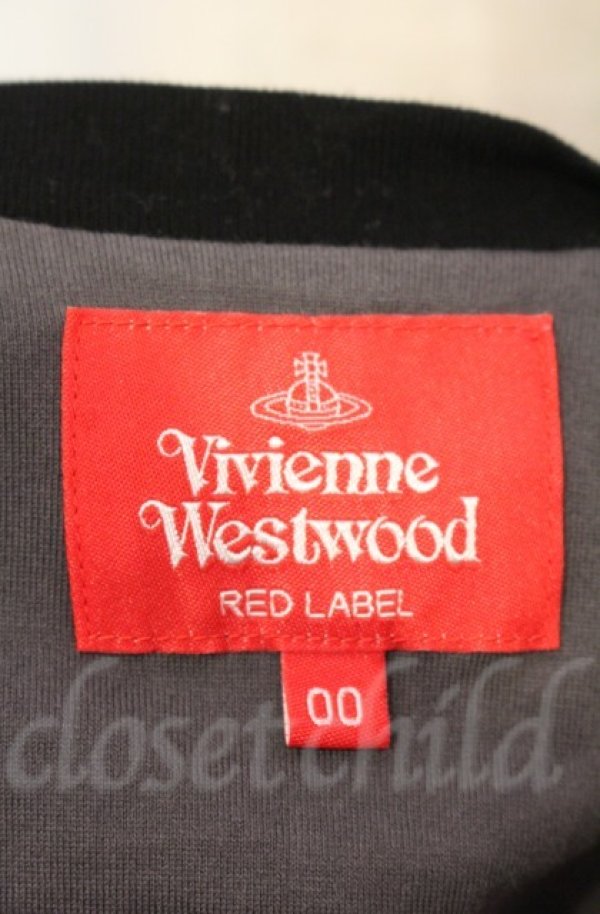 Vivienne
Westwood
RED LABEL
00
closet child